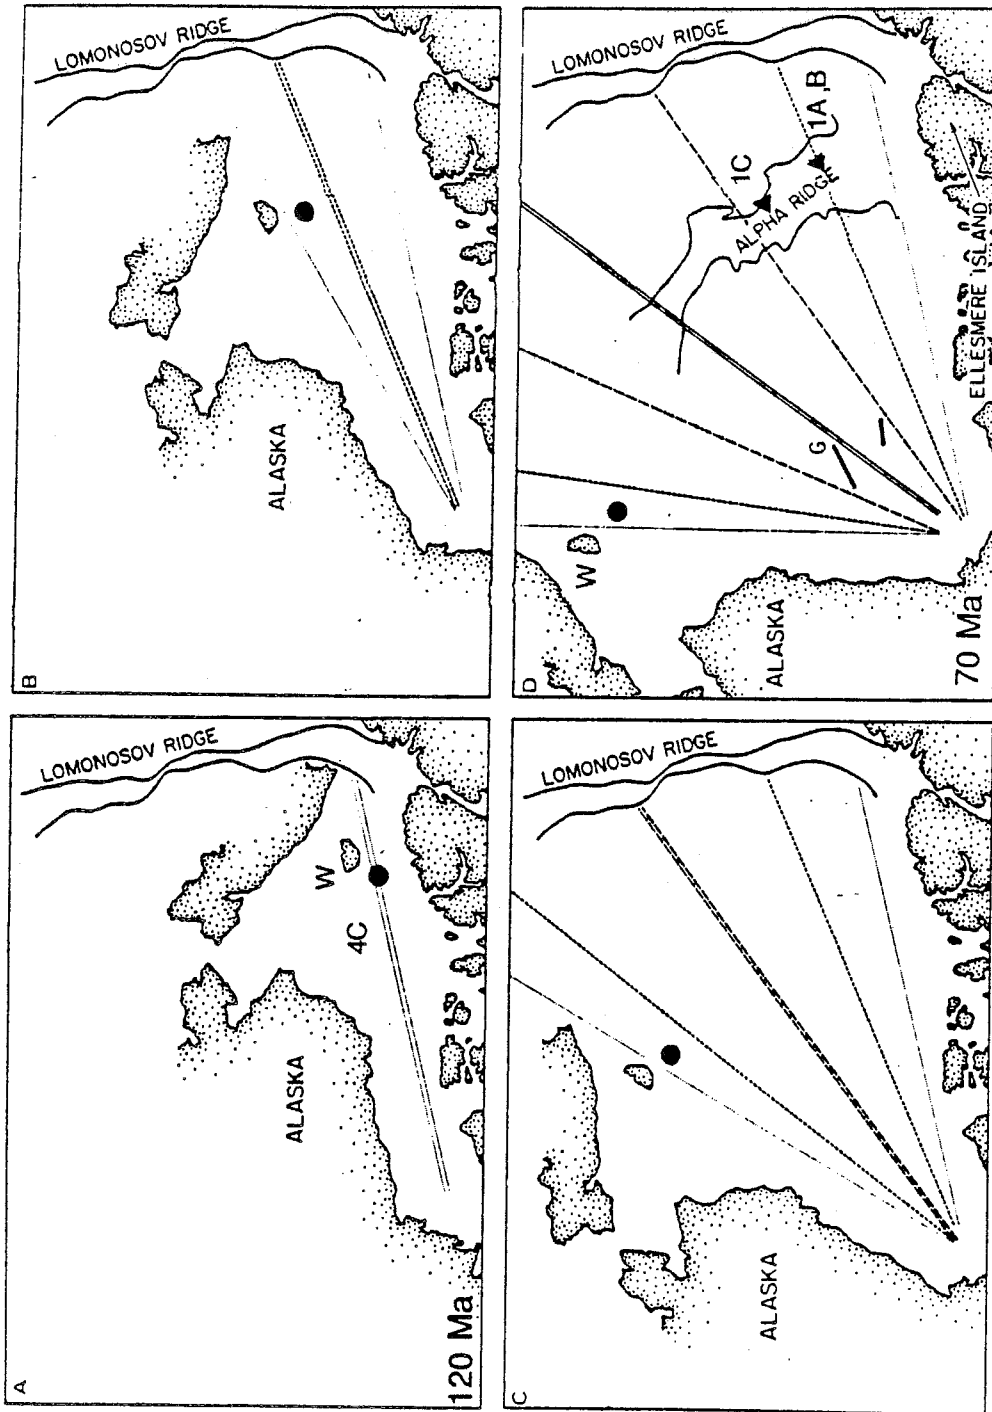 A
LOMONOSOV RIDGE
W
4C
ALASKA
120 Ma
B
LOMONOSOV RIDGE
ALASKA
C
LOMONOSOV RIDGE
ALASKA
D
LOMONOSOV RIDGE
1A,B
1C
ALPHA RIDGE
G
W
ALASKA
ELLESMERE ISLAND
70 Ma